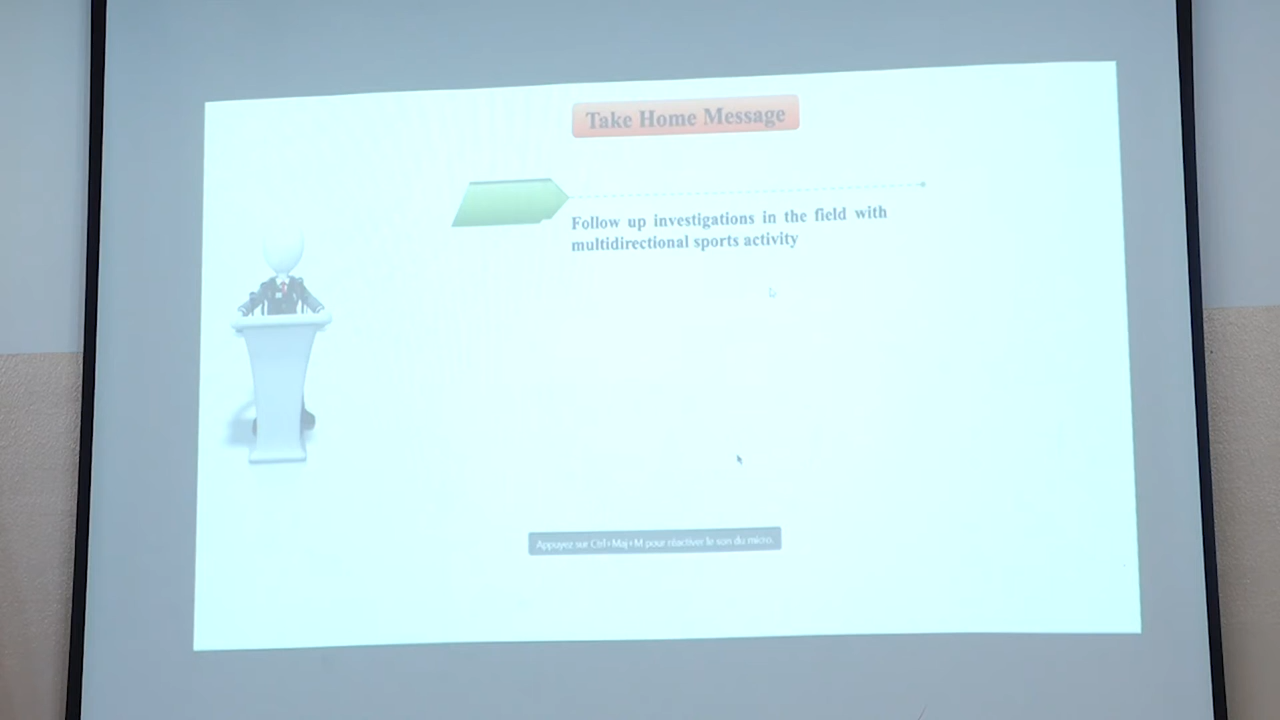 Take Home Message
Follow up investigations in the field with
multidirectional sports activity
Appuyez sur Ctrl+Maj+M pour réactiver le son du micro.